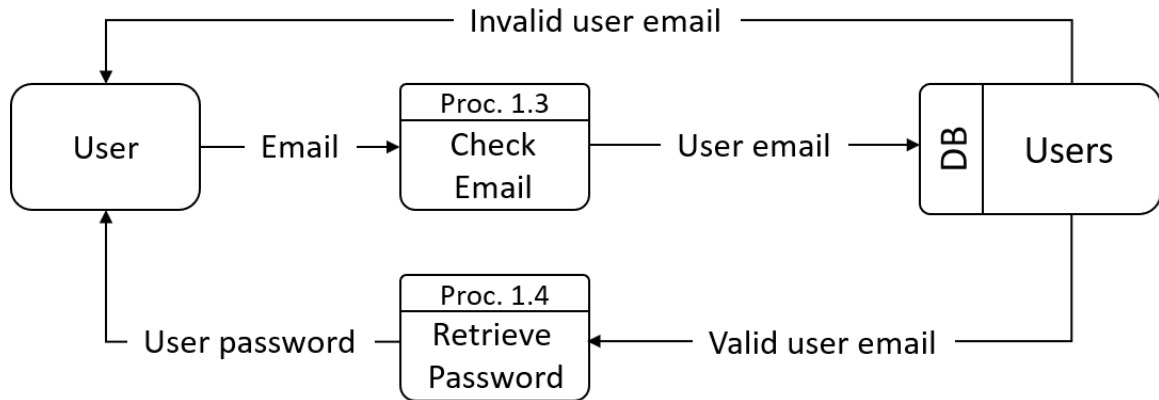 Invalid user email
User
Email
Proc. 1.3
Check
Email
User email
DB
Users
Proc. 1.4
Retrieve
Password
User password
Valid user email